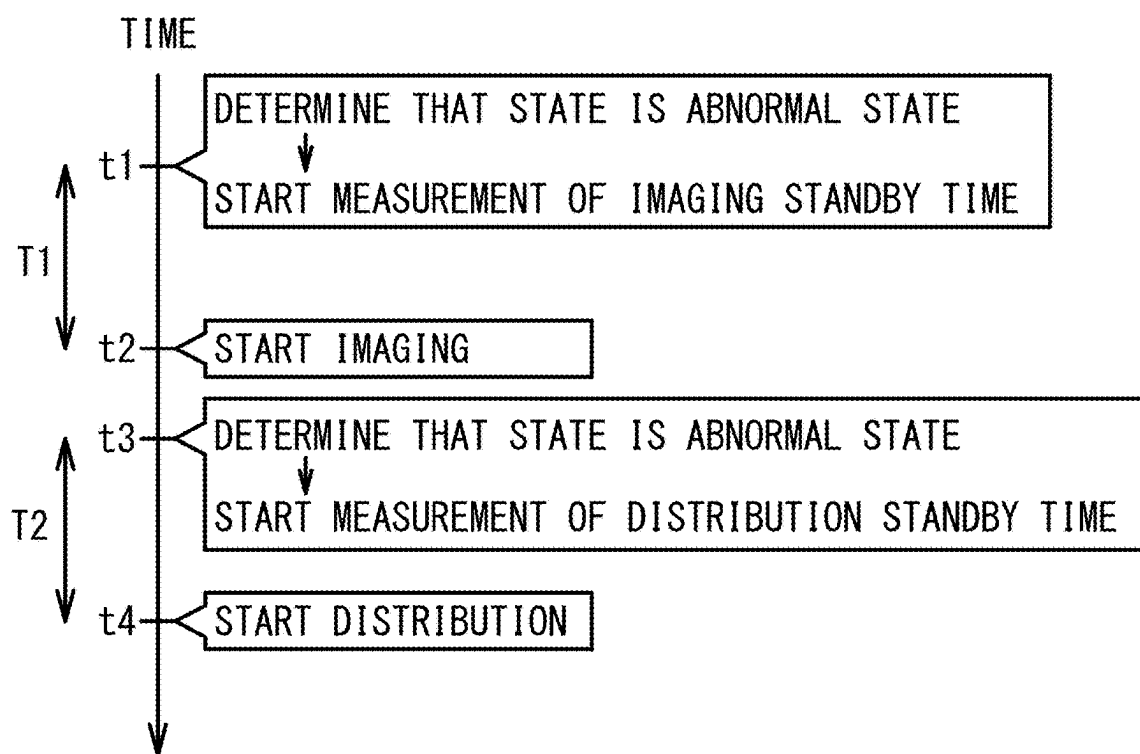 TIME
DETERMINE THAT STATE IS ABNORMAL STATE
t1
START MEASUREMENT OF IMAGING STANDBY TIME
T1
t2
START IMAGING
t3
DETERMINE THAT STATE IS ABNORMAL STATE
START MEASUREMENT OF DISTRIBUTION STANDBY TIME
T2
t4
START DISTRIBUTION